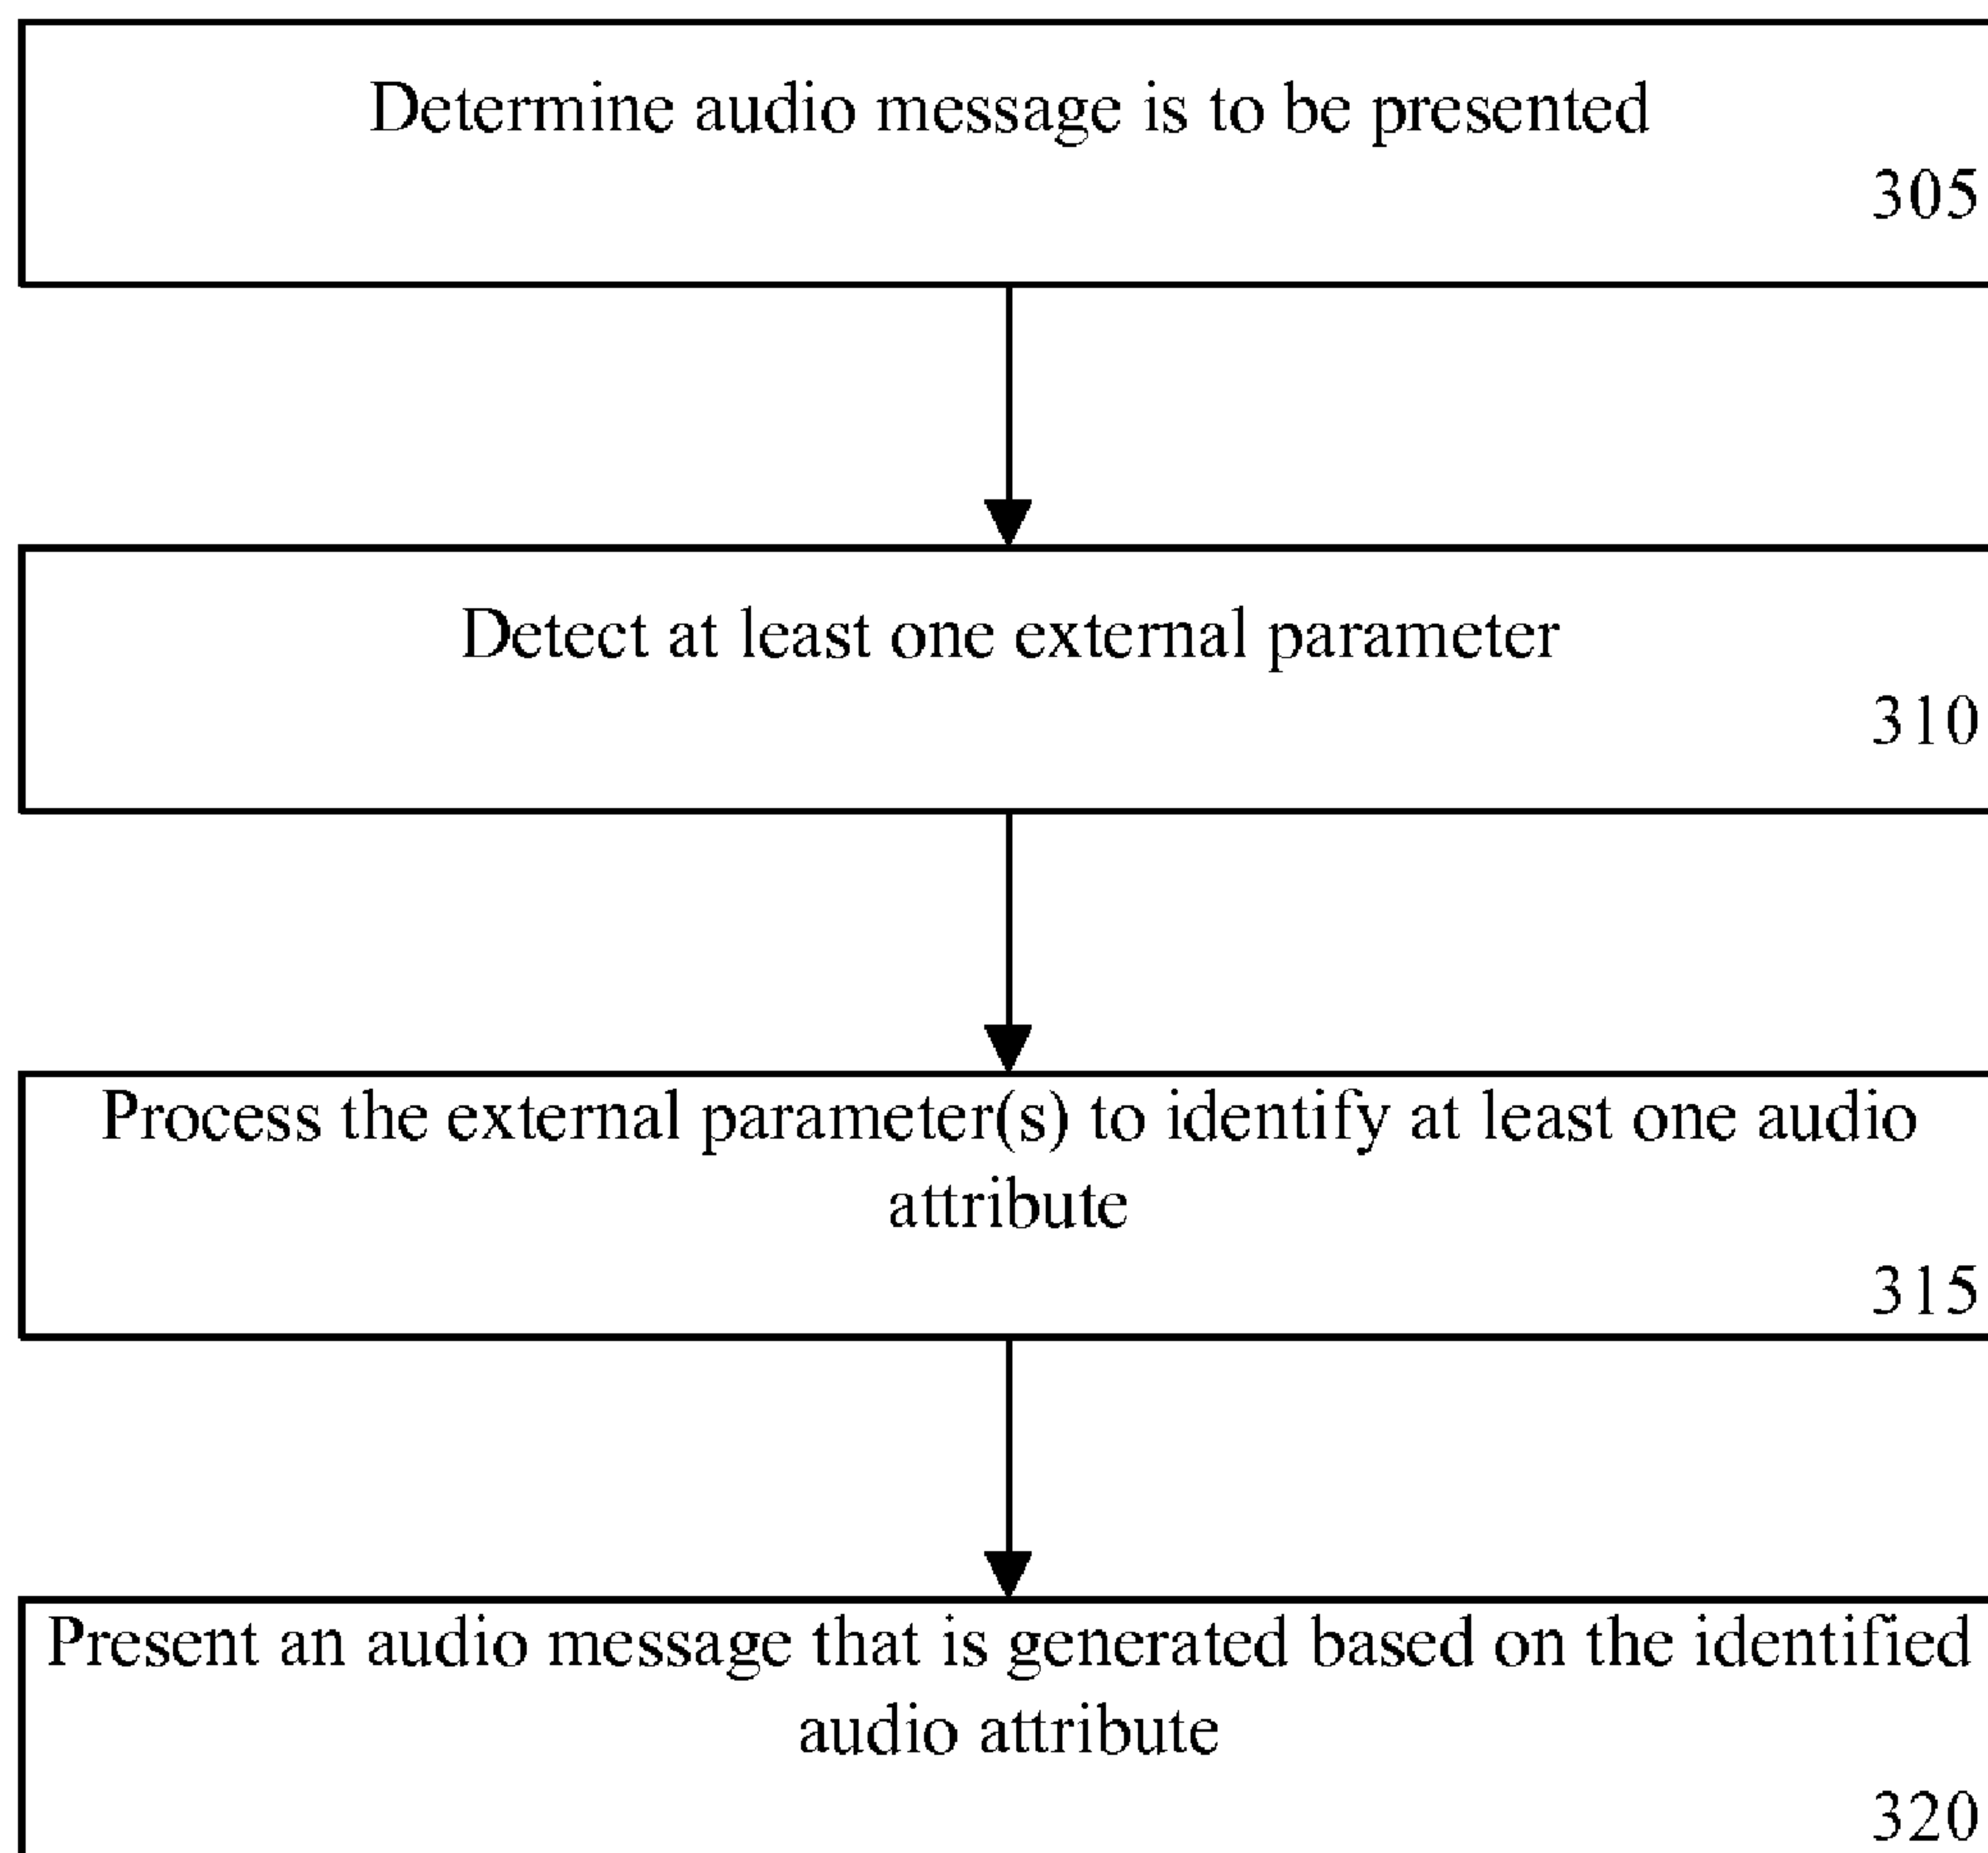 Determine audio message is to be presented
305
Detect at least one external parameter
310
Process the external parameter(s) to identify at least one audio
attribute
315
Present an audio message that is generated based on the identified
audio attribute
320